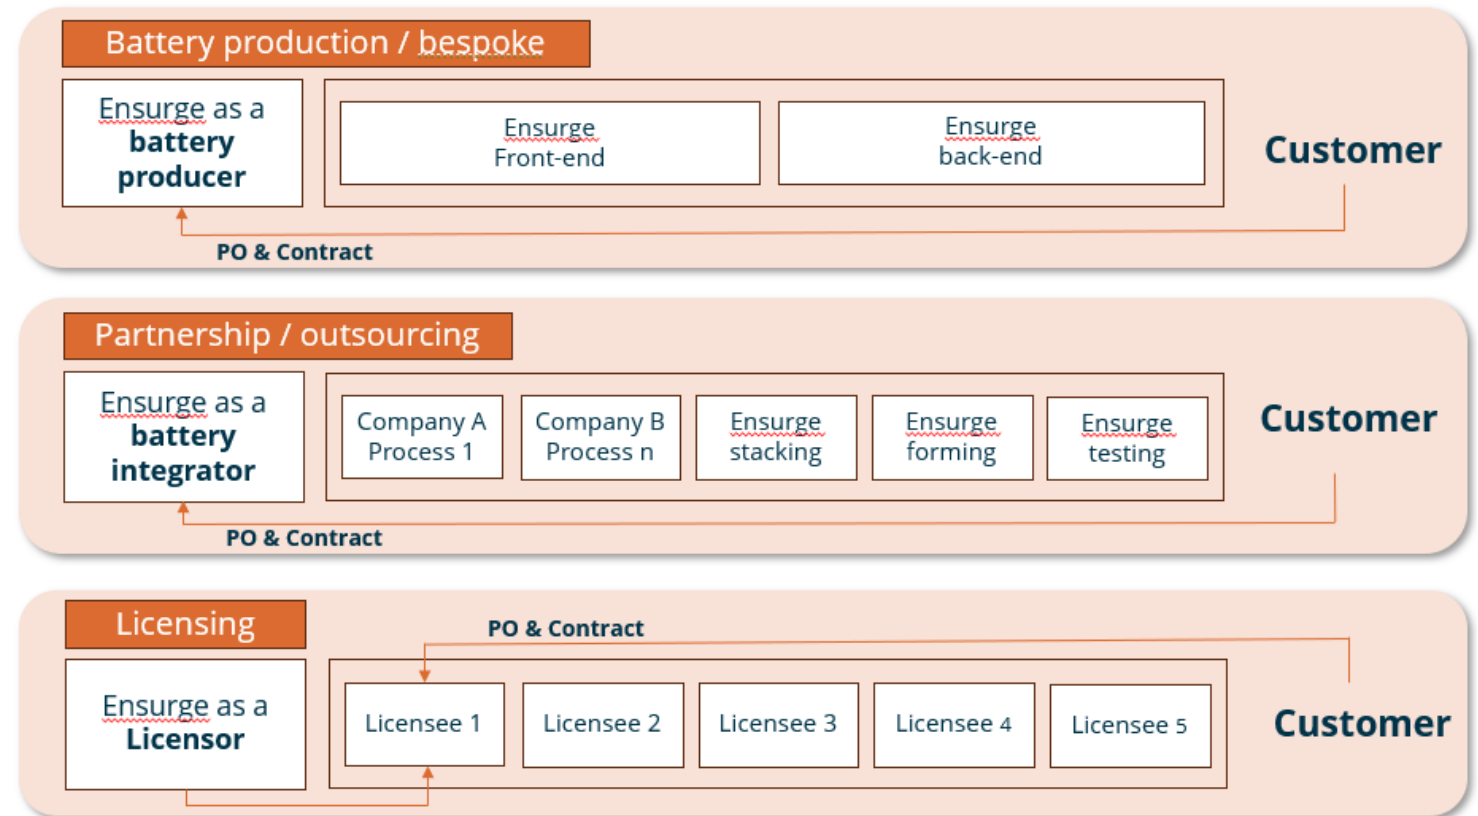 Battery production / bespoke
Ensurge as a
battery
producer
Ensurge
Front-end
Ensurge
back-end
Customer
PO & Contract
Partnership / outsourcing
Ensurge as a
battery
integrator
Company A
Process 1
Company B
Process n
Ensurge
stacking
Ensurge
forming
Ensurge
testing
Customer
PO & Contract
Licensing
PO & Contract
Ensurge as a
Licensor
Licensee 1
Licensee 2
Licensee 3
Licensee 4
Licensee 5
Customer